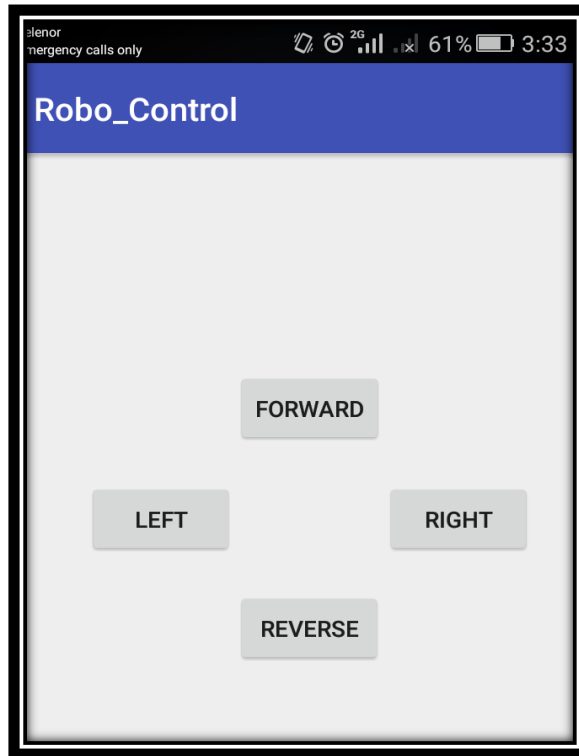 elenor
mergency calls only 2G 61% 3:33
Robo_Control
FORWARD
LEFT RIGHT
REVERSE